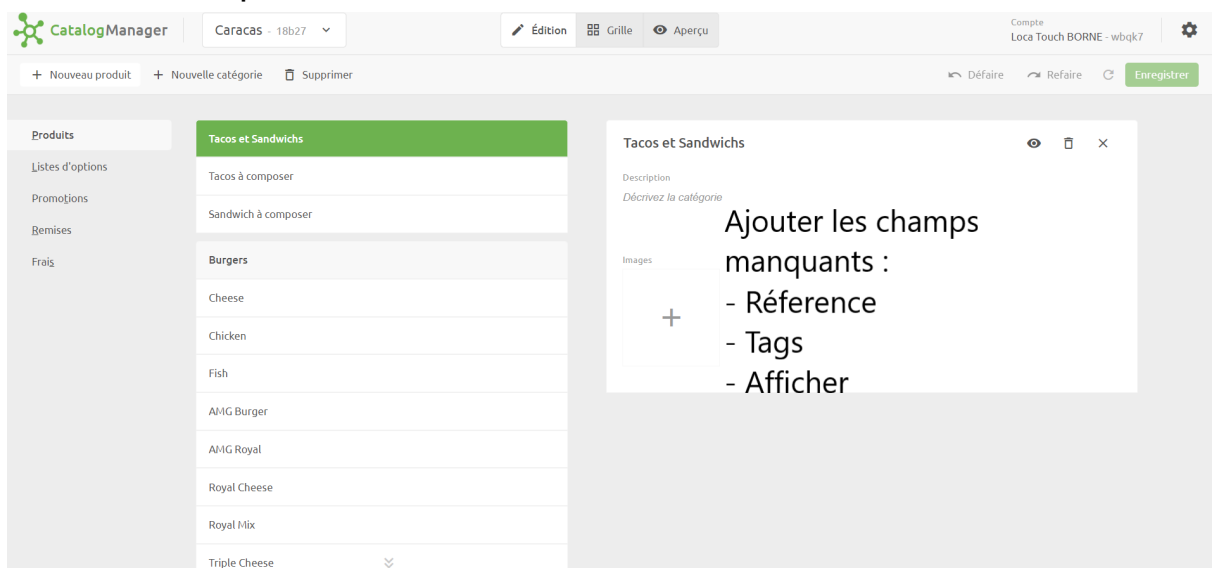 CatalogManager
Caracas - 18b27
Édition
Grille
Aperçu
Compte
Loca Touch BORNE - wbqk7
+ Nouveau produit
+ Nouvelle catégorie
Supprimer
Défaire
Refaire
Enregistrer
Produits
Listes d'options
Promotions
Remises
Frais
Tacos et Sandwichs
Tacos à composer
Sandwich à composer
Burgers
Cheese
Chicken
Fish
AMG Burger
AMG Royal
Royal Cheese
Royal Mix
Triple Cheese
Tacos et Sandwichs
Description
Décrivez la catégorie
Images
Ajouter les champs
manquants :
- Réference
- Tags
- Afficher